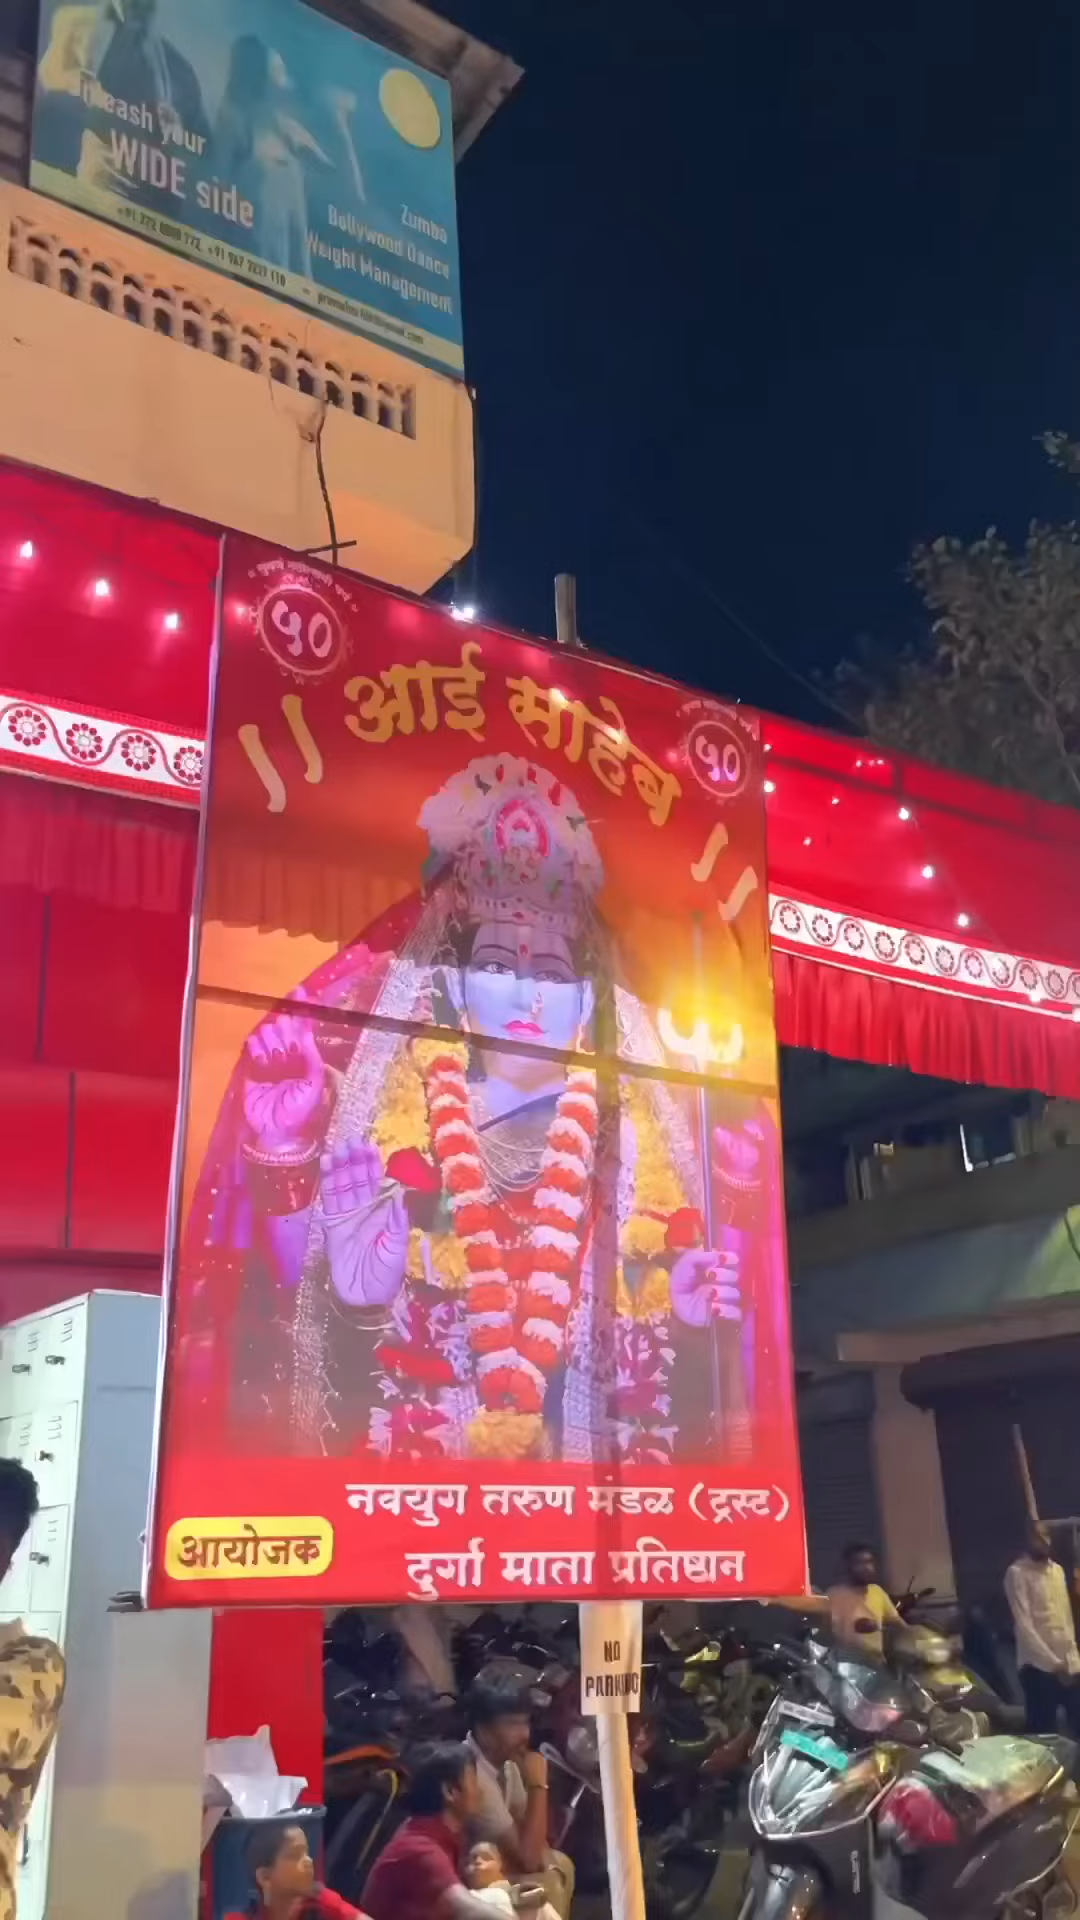 your
WIDE side
Zumba
Bollywood Dance
Weight Management
५०
॥ आई साहेब ॥
५०
नवयुग तरुण मंडळ (ट्रस्ट)
आयोजक
दुर्गा माता प्रतिष्ठान
NO
PARKING